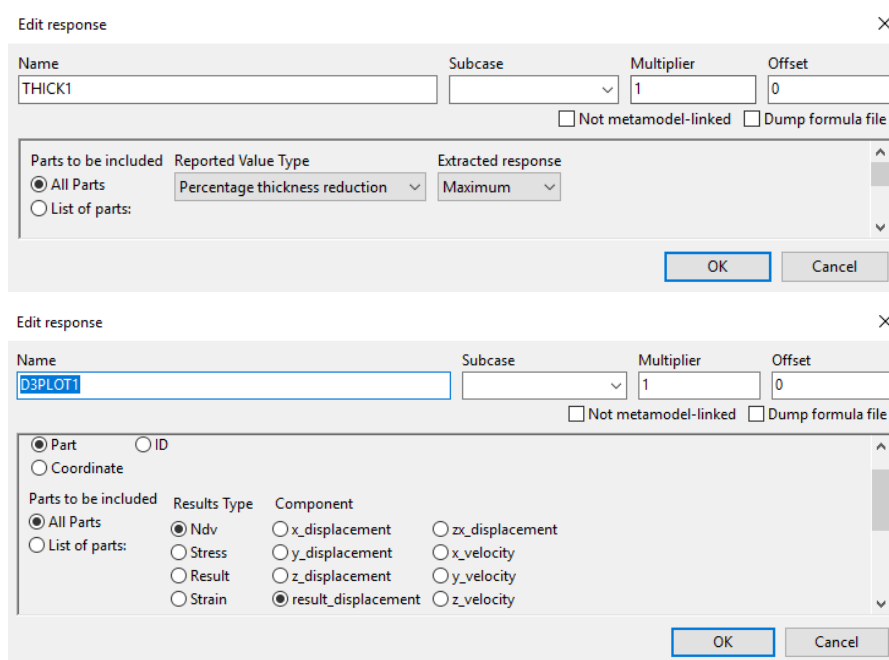 Edit response
Name Subcase Multiplier Offset
THICK1 1 0
Not metamodel-linked Dump formula file
Parts to be included Reported Value Type Extracted response
All Parts Percentage thickness reduction Maximum
List of parts:
OK Cancel
Edit response
Name Subcase Multiplier Offset
D3PLOT1 1 0
Not metamodel-linked Dump formula file
Part ID
Coordinate
Parts to be included Results Type Component
All Parts Ndv x_displacement zx_displacement
List of parts: Stress y_displacement x_velocity
Result z_displacement y_velocity
Strain result_displacement z_velocity
OK Cancel